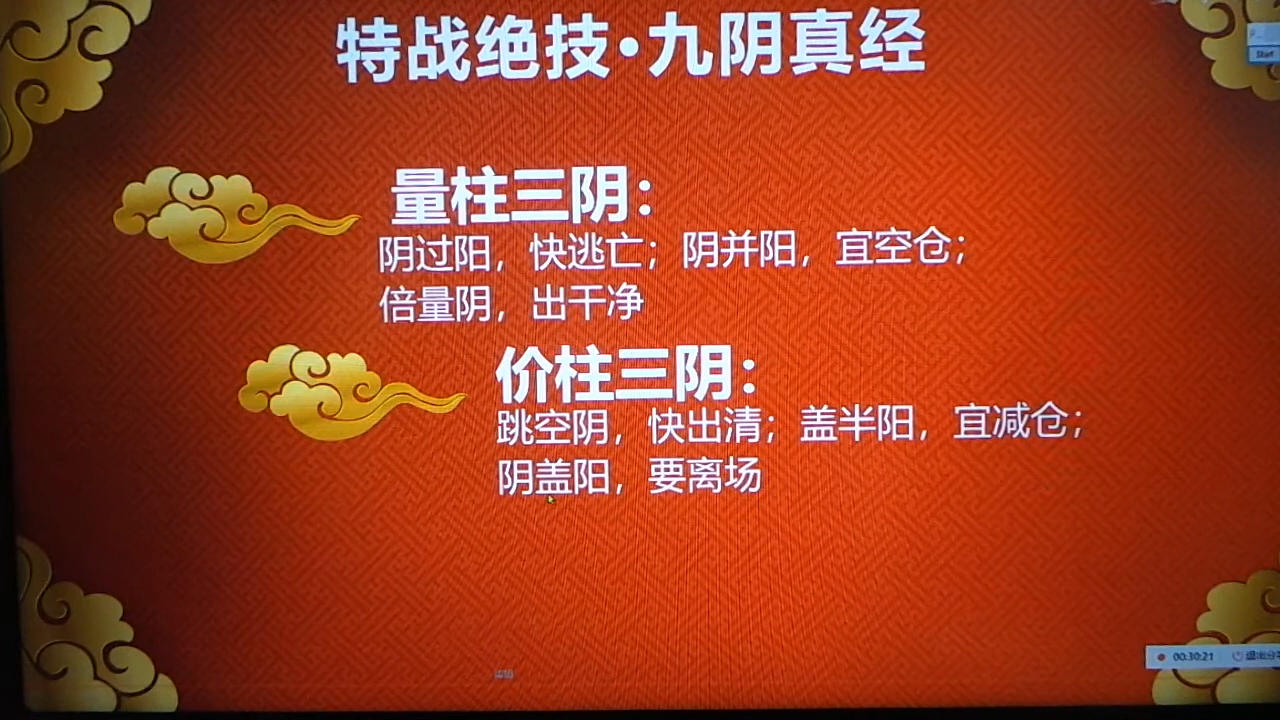 特战绝技·九阴真经
Start
量柱三阴：
阴过阳，快逃亡；阴并阳，宜空仓；
倍量阴，出干净
价柱三阴：
跳空阴，快出清；盖半阳，宜减仓；
阴盖阳，要离场
00:30:21